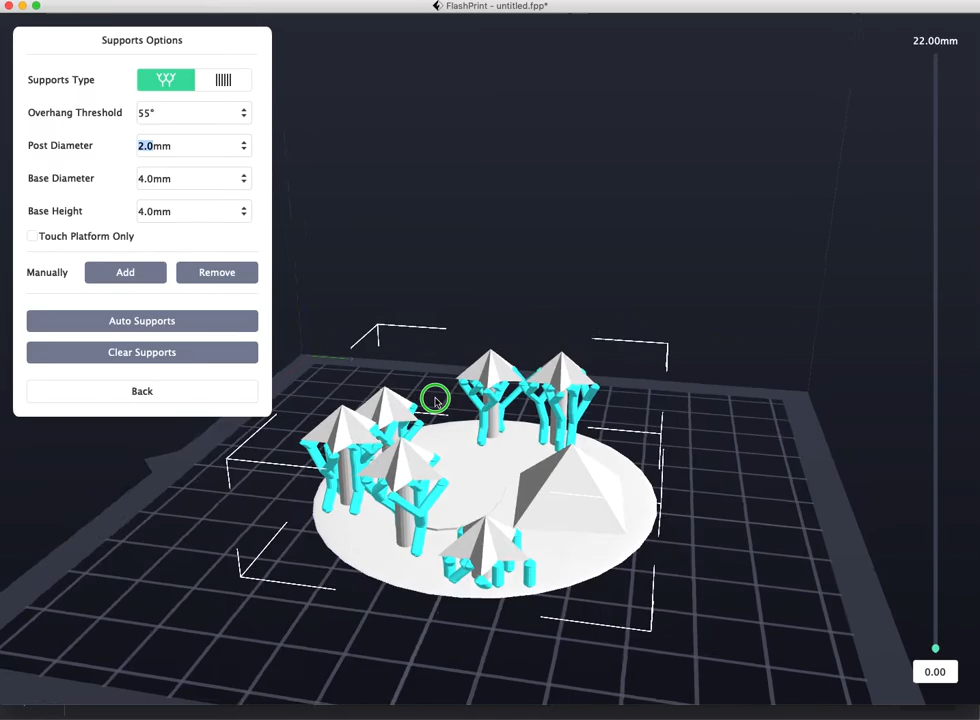 FlashPrint - untitled.fpp*
Supports Options
22.00mm
Supports Type
Overhang Threshold 55°
Post Diameter 2.0mm
Base Diameter 4.0mm
Base Height 4.0mm
Touch Platform Only
Manually Add Remove
Auto Supports
Clear Supports
Back
0.00